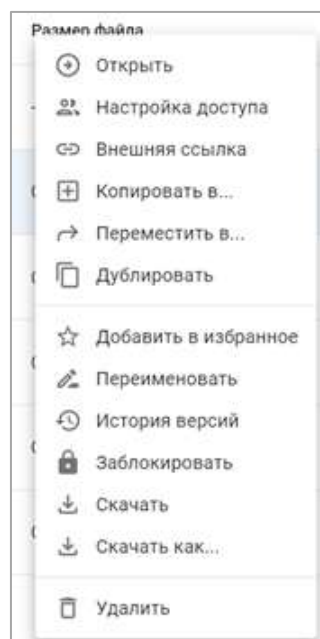 Размер файла
Открыть
Настройка доступа
Внешняя ссылка
Копировать в...
Переместить в...
Дублировать
Добавить в избранное
Переименовать
История версий
Заблокировать
Скачать
Скачать как...
Удалить